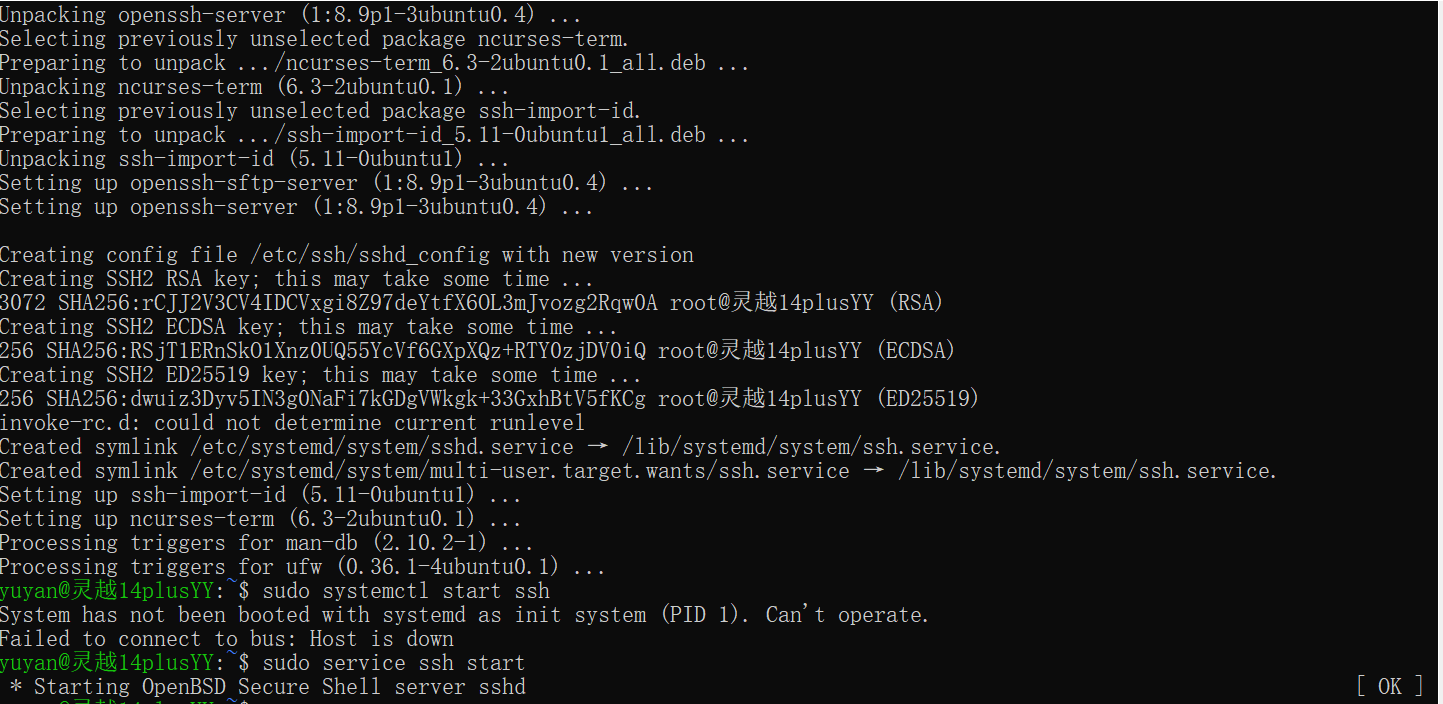 Unpacking openssh-server (1:8.9p1-3ubuntu0.4) ...
Selecting previously unselected package ncurses-term.
Preparing to unpack .../ncurses-term_6.3-2ubuntu0.1_all.deb ...
Unpacking ncurses-term (6.3-2ubuntu0.1) ...
Selecting previously unselected package ssh-import-id.
Preparing to unpack .../ssh-import-id_5.11-0ubuntu1_all.deb ...
Unpacking ssh-import-id (5.11-0ubuntu1) ...
Setting up openssh-sftp-server (1:8.9p1-3ubuntu0.4) ...
Setting up openssh-server (1:8.9p1-3ubuntu0.4) ...
Creating config file /etc/ssh/sshd_config with new version
Creating SSH2 RSA key; this may take some time ...
3072 SHA256:rCJJ2V3CV4IDCVxgi8Z97deYtfX6OL3mJvozg2Rqw0A root@灵越14plusYY (RSA)
Creating SSH2 ECDSA key; this may take some time ...
256 SHA256:RSjT1ERnSkO1Xnz0UQ55YcVf6GXpXQz+RTY0zjDV0iQ root@灵越14plusYY (ECDSA)
Creating SSH2 ED25519 key; this may take some time ...
256 SHA256:dwuiz3Dyv5IN3gONaFi7kGDgVWkgk+33GxhBtV5fKCg root@灵越14plusYY (ED25519)
invoke-rc.d: could not determine current runlevel
Created symlink /etc/systemd/system/sshd.service → /lib/systemd/system/ssh.service.
Created symlink /etc/systemd/system/multi-user.target.wants/ssh.service → /lib/systemd/system/ssh.service.
Setting up ssh-import-id (5.11-0ubuntu1) ...
Setting up ncurses-term (6.3-2ubuntu0.1) ...
Processing triggers for man-db (2.10.2-1) ...
Processing triggers for ufw (0.36.1-4ubuntu0.1) ...
yuyan@灵越14plusYY:~$ sudo systemctl start ssh
System has not been booted with systemd as init system (PID 1). Can't operate.
Failed to connect to bus: Host is down
yuyan@灵越14plusYY:~$ sudo service ssh start
 * Starting OpenBSD Secure Shell server sshd [ OK ]